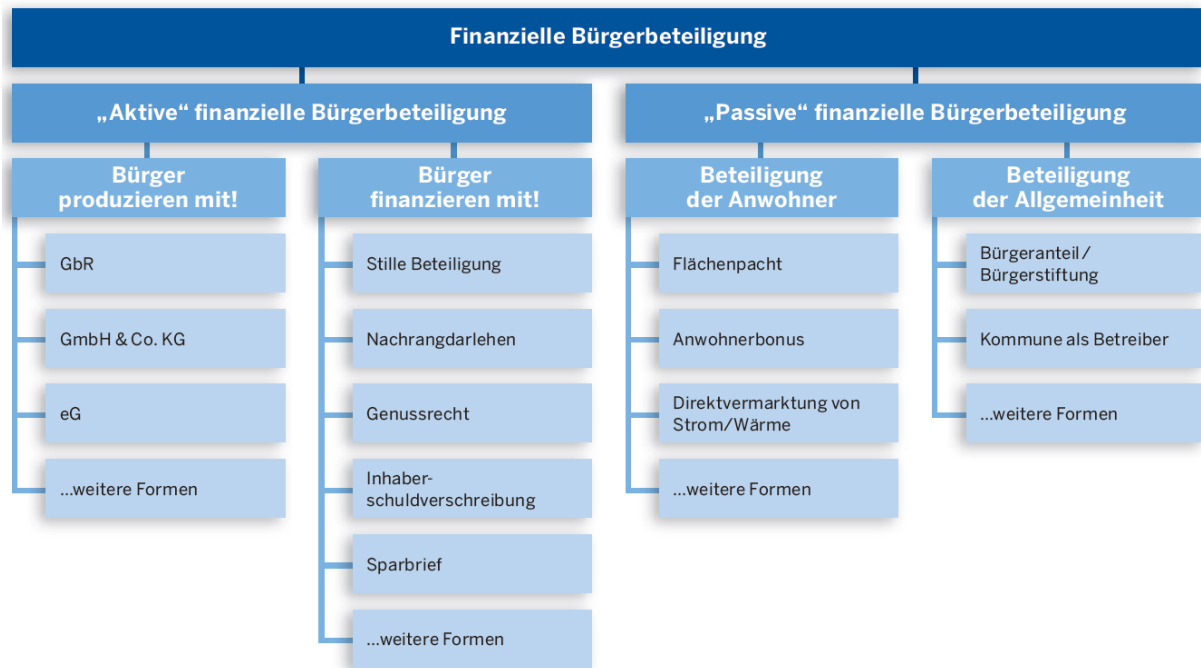 Finanzielle Bürgerbeteiligung
„Aktive“ finanzielle Bürgerbeteiligung
Bürger
produzieren mit!
GbR
GmbH & Co. KG
eG
...weitere Formen
Bürger
finanzieren mit!
Stille Beteiligung
Nachrangdarlehen
Genussrecht
Inhaber-
schuldverschreibung
Sparbrief
...weitere Formen
„Passive“ finanzielle Bürgerbeteiligung
Beteiligung
der Anwohner
Flächenpacht
Anwohnerbonus
Direktvermarktung von
Strom/Wärme
...weitere Formen
Beteiligung
der Allgemeinheit
Bürgeranteil/
Bürgerstiftung
Kommune als Betreiber
...weitere Formen